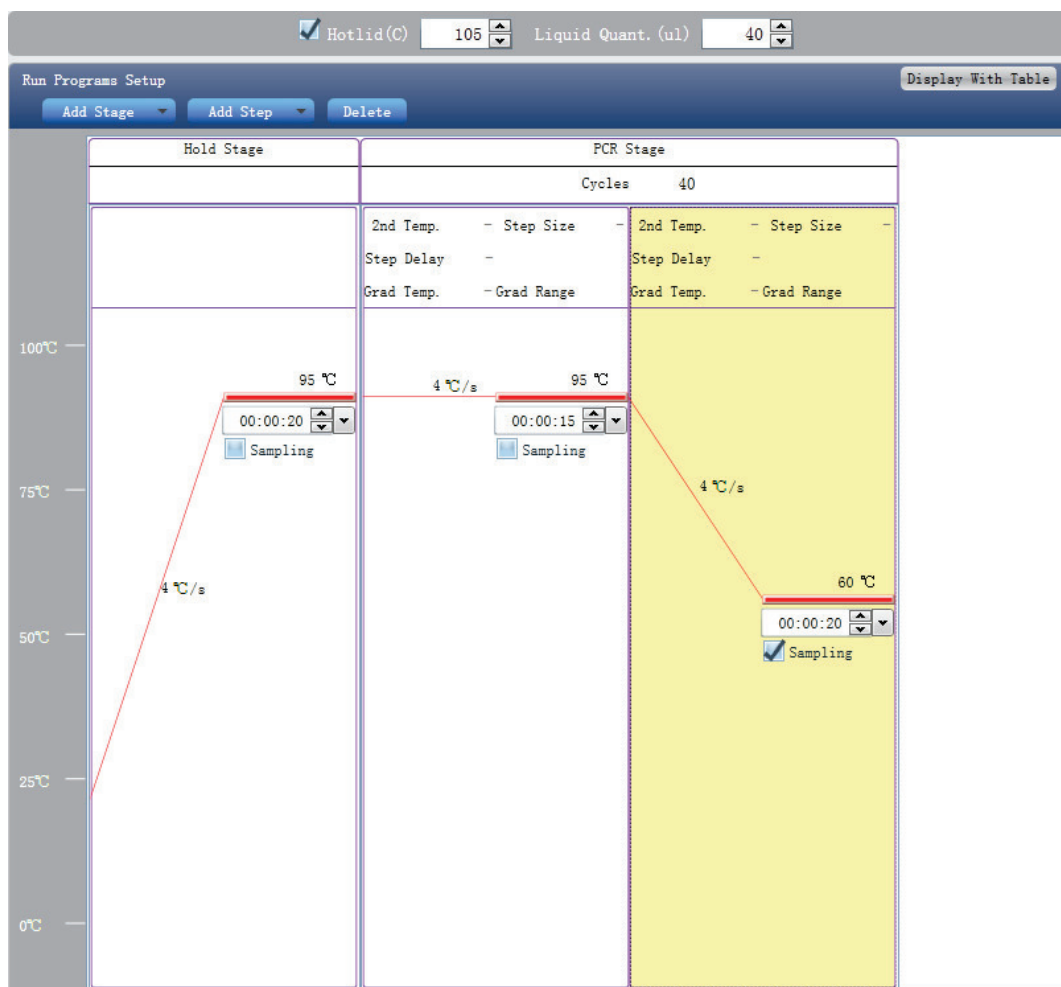 Hotlid(C) 105 Liquid Quant.(ul) 40
Run Programs Setup Display With Table
Add Stage Add Step Delete
Hold Stage PCR Stage
Cycles 40
2nd Temp. - Step Size - 2nd Temp. - Step Size -
Step Delay - Step Delay -
Grad Temp. - Grad Range Grad Temp. - Grad Range
100℃
95 ℃ 4 ℃/s 95 ℃
00:00:20 00:00:15
Sampling Sampling
75℃ 4 ℃/s
4 ℃/s 60 ℃
00:00:20
50℃
Sampling
25℃
0℃